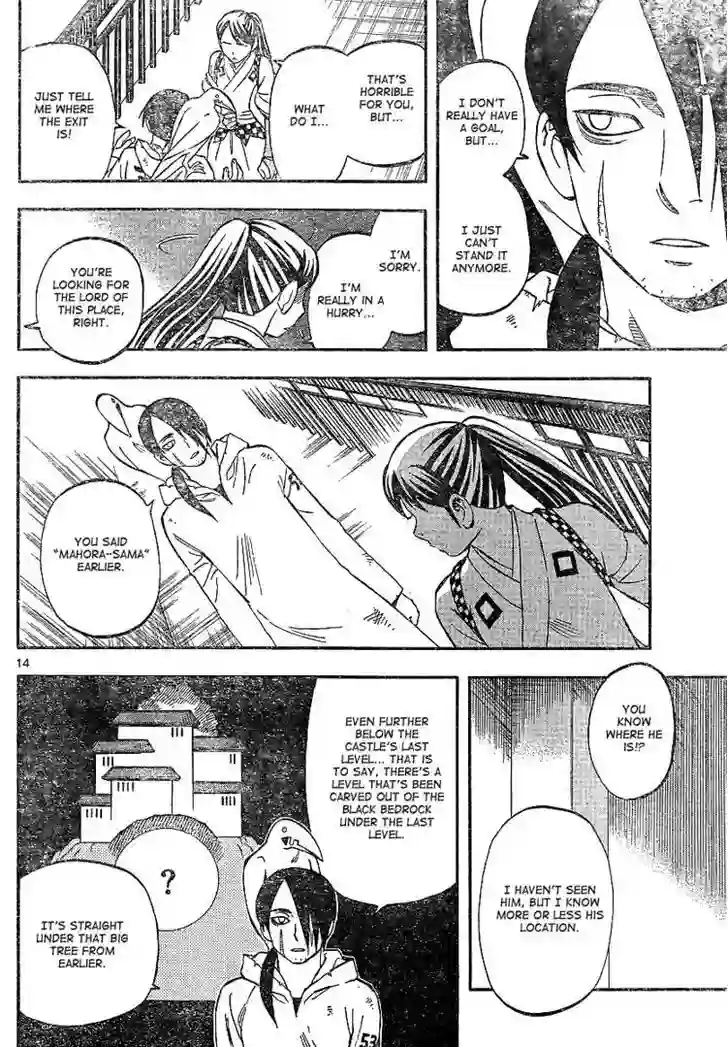 I DON'T
REALLY HAVE
A GOAL,
BUT...
I JUST
CAN'T
STAND IT
ANYMORE.
THAT'S
HORRIBLE
FOR YOU,
BUT...
WHAT
DO I...
JUST TELL
ME WHERE
THE EXIT
IS!
I'M
SORRY.
I'M
REALLY IN A
HURRY...
YOU'RE
LOOKING FOR
THE LORD OF
THIS PLACE,
RIGHT.
YOU SAID
"MAHORA-SAMA"
EARLIER.
14
YOU
KNOW
WHERE HE
IS!?
I HAVEN'T SEEN
HIM, BUT I KNOW
MORE OR LESS HIS
LOCATION.
EVEN FURTHER
BELOW THE
CASTLE'S LAST
LEVEL... THAT IS
TO SAY, THERE'S A
LEVEL THAT'S BEEN
CARVED OUT OF THE
BLACK BEDROCK
UNDER THE LAST
LEVEL.
?
IT'S STRAIGHT
UNDER THAT BIG
TREE FROM
EARLIER.
53